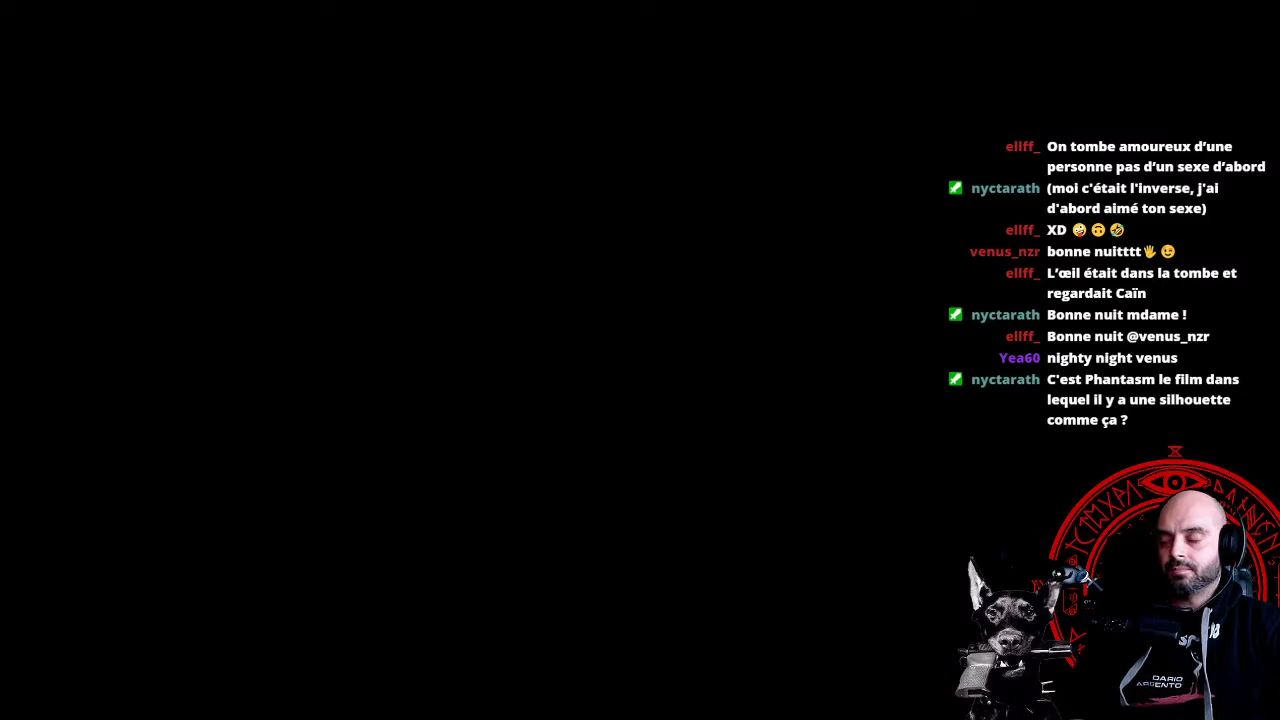 ellff_ On tombe amoureux d’une
personne pas d’un sexe d’abord
nyctarath (moi c'était l'inverse, j'ai
d'abord aimé ton sexe)
ellff_ XD 🤪 🙃 🤣
venus_nzr bonne nuitttt🖐 😉
ellff_ L’œil était dans la tombe et
regardait Caïn
nyctarath Bonne nuit mdame !
ellff_ Bonne nuit @venus_nzr
Yea60 nighty night venus
nyctarath C'est Phantasm le film dans
lequel il y a une silhouette
comme ça ?
DARIO
ARGENTO